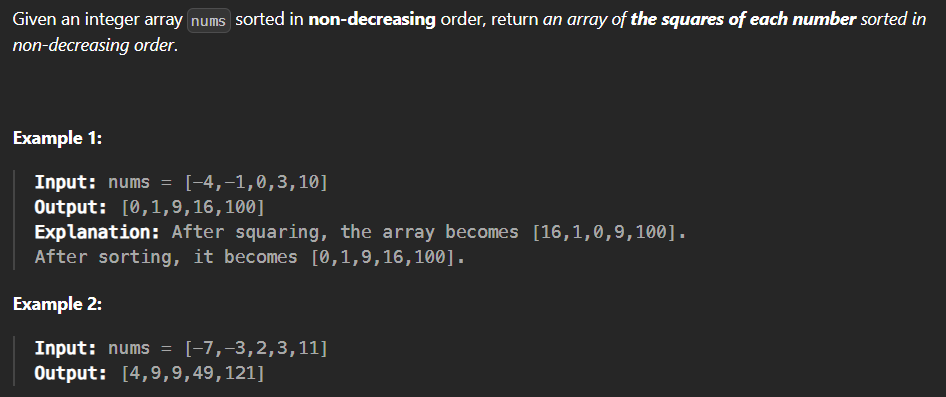 Given an integer array nums sorted in non-decreasing order, return an array of the squares of each number sorted in
non-decreasing order.
Example 1:
Input: nums = [-4,-1,0,3,10]
Output: [0,1,9,16,100]
Explanation: After squaring, the array becomes [16,1,0,9,100].
After sorting, it becomes [0,1,9,16,100].
Example 2:
Input: nums = [-7,-3,2,3,11]
Output: [4,9,9,49,121]